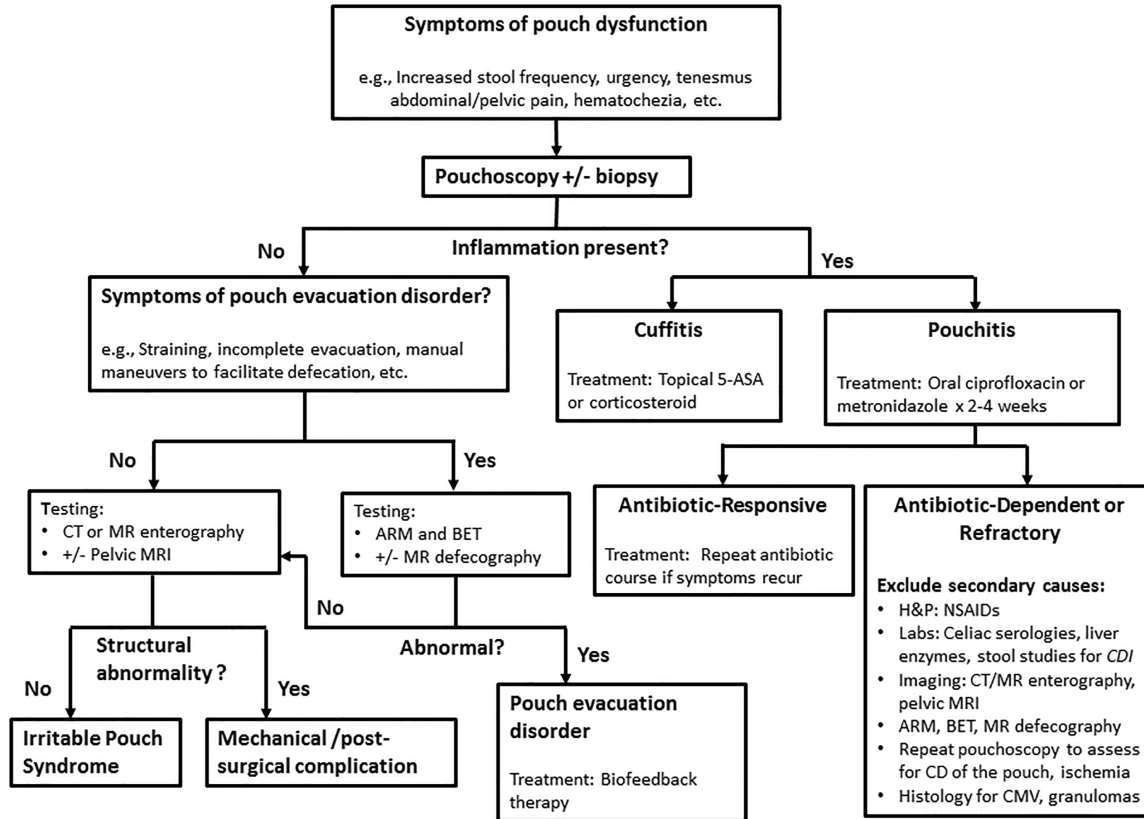 Symptoms of pouch dysfunction
e.g., Increased stool frequency, urgency, tenesmus
abdominal/pelvic pain, hematochezia, etc.
Pouchoscopy +/- biopsy
Inflammation present?
No
Yes
Symptoms of pouch evacuation disorder?
e.g., Straining, incomplete evacuation, manual
maneuvers to facilitate defecation, etc.
Cuffitis
Treatment: Topical 5-ASA
or corticosteroid
Pouchitis
Treatment: Oral ciprofloxacin or
metronidazole x 2-4 weeks
No
Yes
Testing:
• CT or MR enterography
• +/- Pelvic MRI
Testing:
• ARM and BET
• +/- MR defecography
Antibiotic-Responsive
Treatment: Repeat antibiotic
course if symptoms recur
Antibiotic-Dependent or
Refractory
Exclude secondary causes:
• H&P: NSAIDs
• Labs: Celiac serologies, liver
enzymes, stool studies for CDI
• Imaging: CT/MR enterography,
pelvic MRI
• ARM, BET, MR defecography
• Repeat pouchoscopy to assess
for CD of the pouch, ischemia
• Histology for CMV, granulomas
Structural
abnormality ?
No
Yes
Abnormal?
No
Yes
Irritable Pouch
Syndrome
Mechanical /post-
surgical complication
Pouch evacuation
disorder
Treatment: Biofeedback
therapy